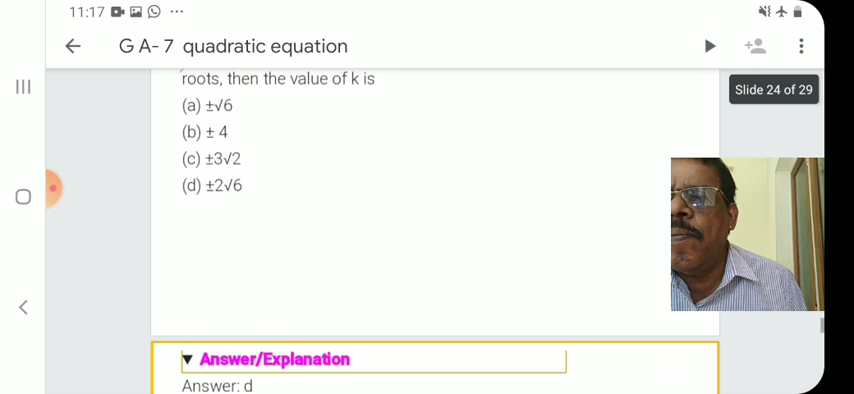 11:17
G A- 7 quadratic equation
Slide 24 of 29
roots, then the value of k is
(a) ±√6
(b) ± 4
(c) ±3√2
(d) ±2√6
Answer/Explanation
Answer: d